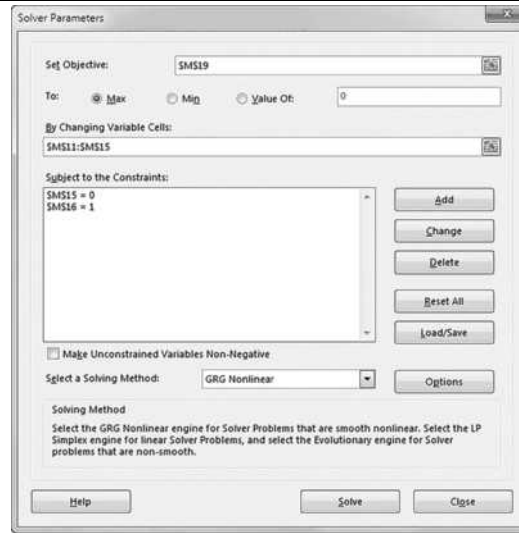 Solver Parameters
Set Objective: $M$19
To: Max Min Value Of: 0
By Changing Variable Cells:
$M$11:$M$15
Subject to the Constraints:
$M$15 = 0
$M$16 = 1
Add
Change
Delete
Reset All
Load/Save
Make Unconstrained Variables Non-Negative
Select a Solving Method: GRG Nonlinear Options
Solving Method
Select the GRG Nonlinear engine for Solver Problems that are smooth nonlinear. Select the LP
Simplex engine for linear Solver Problems, and select the Evolutionary engine for Solver
problems that are non-smooth.
Help Solve Close